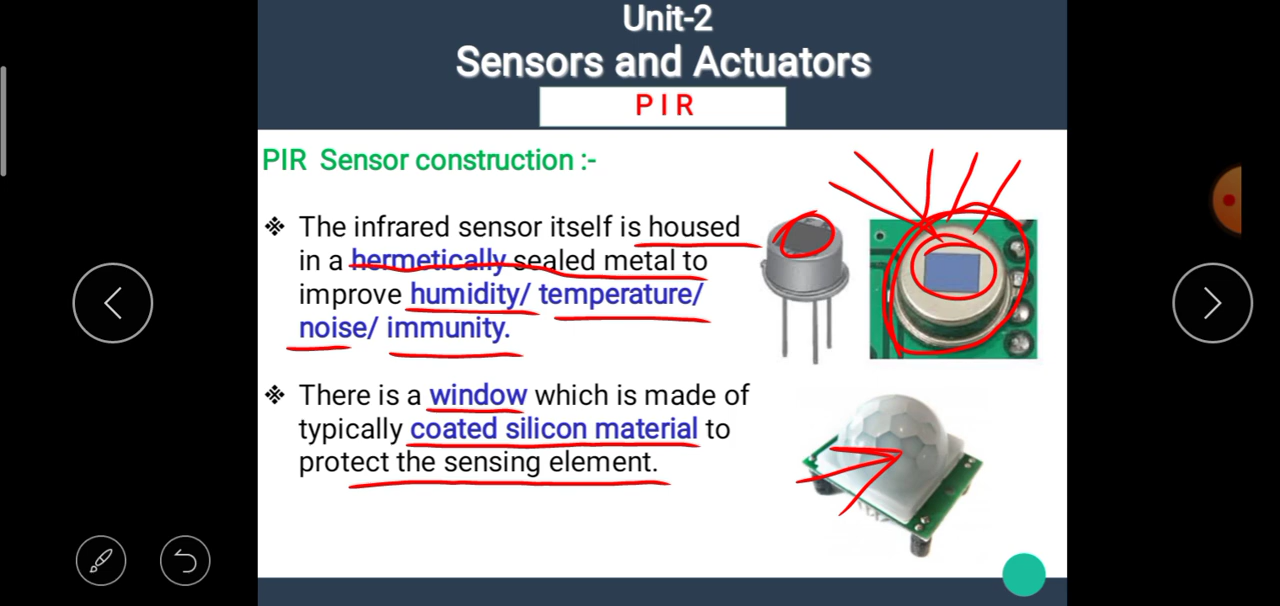 Unit-2
Sensors and Actuators
P I R
PIR Sensor construction :-
❖ The infrared sensor itself is housed
in a hermetically sealed metal to
improve humidity/ temperature/
noise/ immunity.
❖ There is a window which is made of
typically coated silicon material to
protect the sensing element.